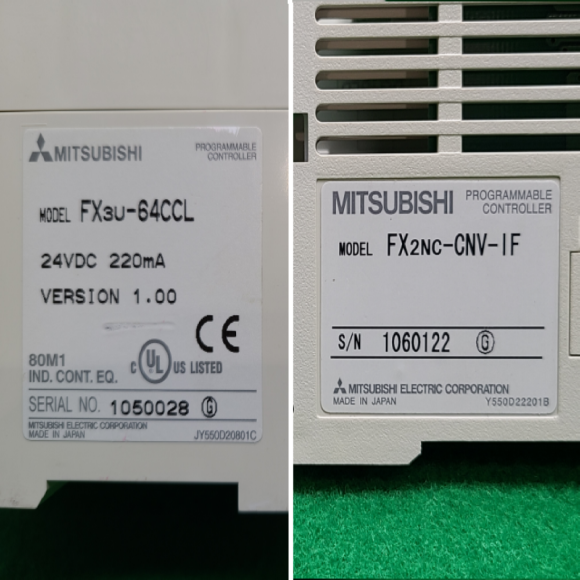 MITSUBISHI
PROGRAMMABLE
CONTROLLER
MODEL FX3U-64CCL
24VDC 220mA
VERSION 1.00
CE
80M1
IND. CONT. EQ.
C UL US LISTED
SERIAL NO. 1050028 G
MITSUBISHI ELECTRIC CORPORATION
MADE IN JAPAN JY550D20801C
MITSUBISHI
PROGRAMMABLE
CONTROLLER
MODEL FX2NC-CNV-IF
S/N 1060122 G
MITSUBISHI ELECTRIC CORPORATION
MADE IN JAPAN Y550D22201B